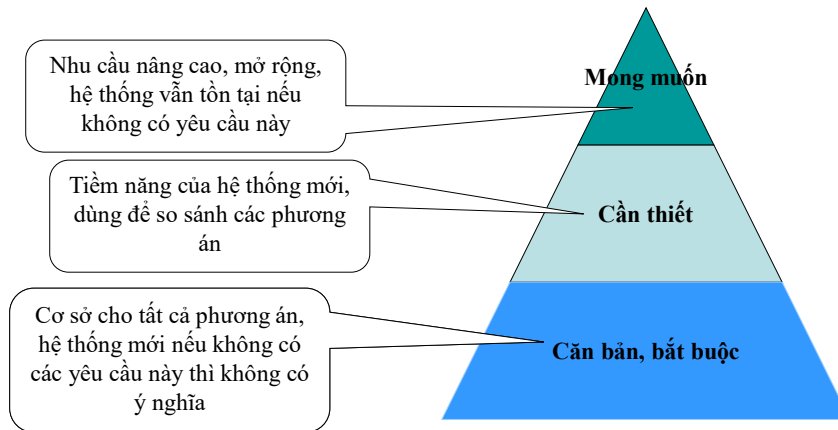 Nhu cầu nâng cao, mở rộng,
hệ thống vẫn tồn tại nếu
không có yêu cầu này
Mong muốn
Tiềm năng của hệ thống mới,
dùng để so sánh các phương
án
Cần thiết
Cơ sở cho tất cả phương án,
hệ thống mới nếu không có
các yêu cầu này thì không có
ý nghĩa
Căn bản, bắt buộc